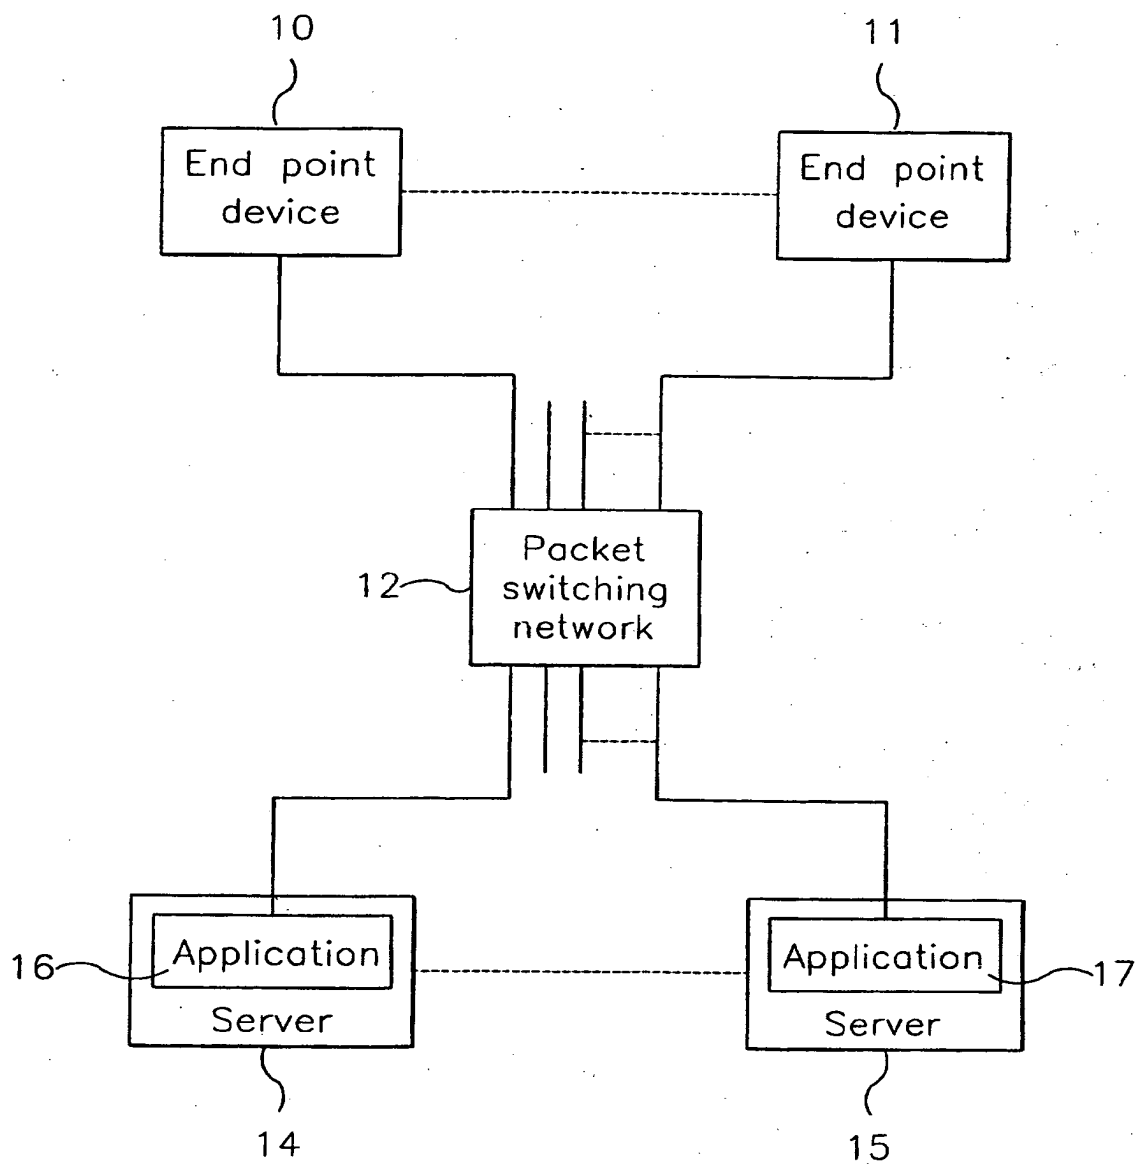 10
11
End point
device
End point
device
12
Packet
switching
network
16
Application
Server
Application
17
Server
14
15